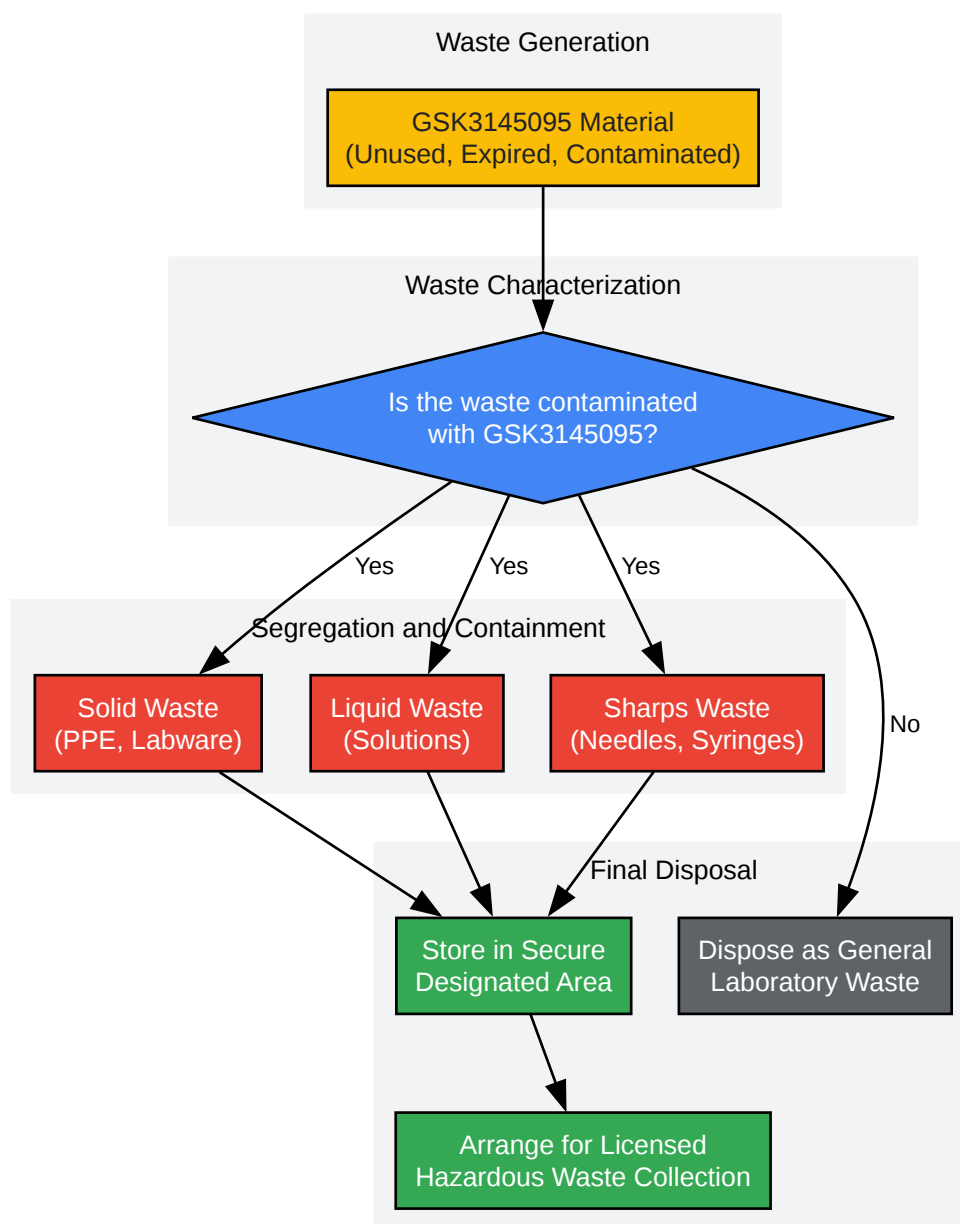 Waste Generation
GSK3145095 Material
(Unused, Expired, Contaminated)
Waste Characterization
Is the waste contaminated
with GSK3145095?
Yes
Yes
Yes
Segregation and Containment
Solid Waste
(PPE, Labware)
Liquid Waste
(Solutions)
Sharps Waste
(Needles, Syringes)
No
Final Disposal
Store in Secure
Designated Area
Dispose as General
Laboratory Waste
Arrange for Licensed
Hazardous Waste Collection